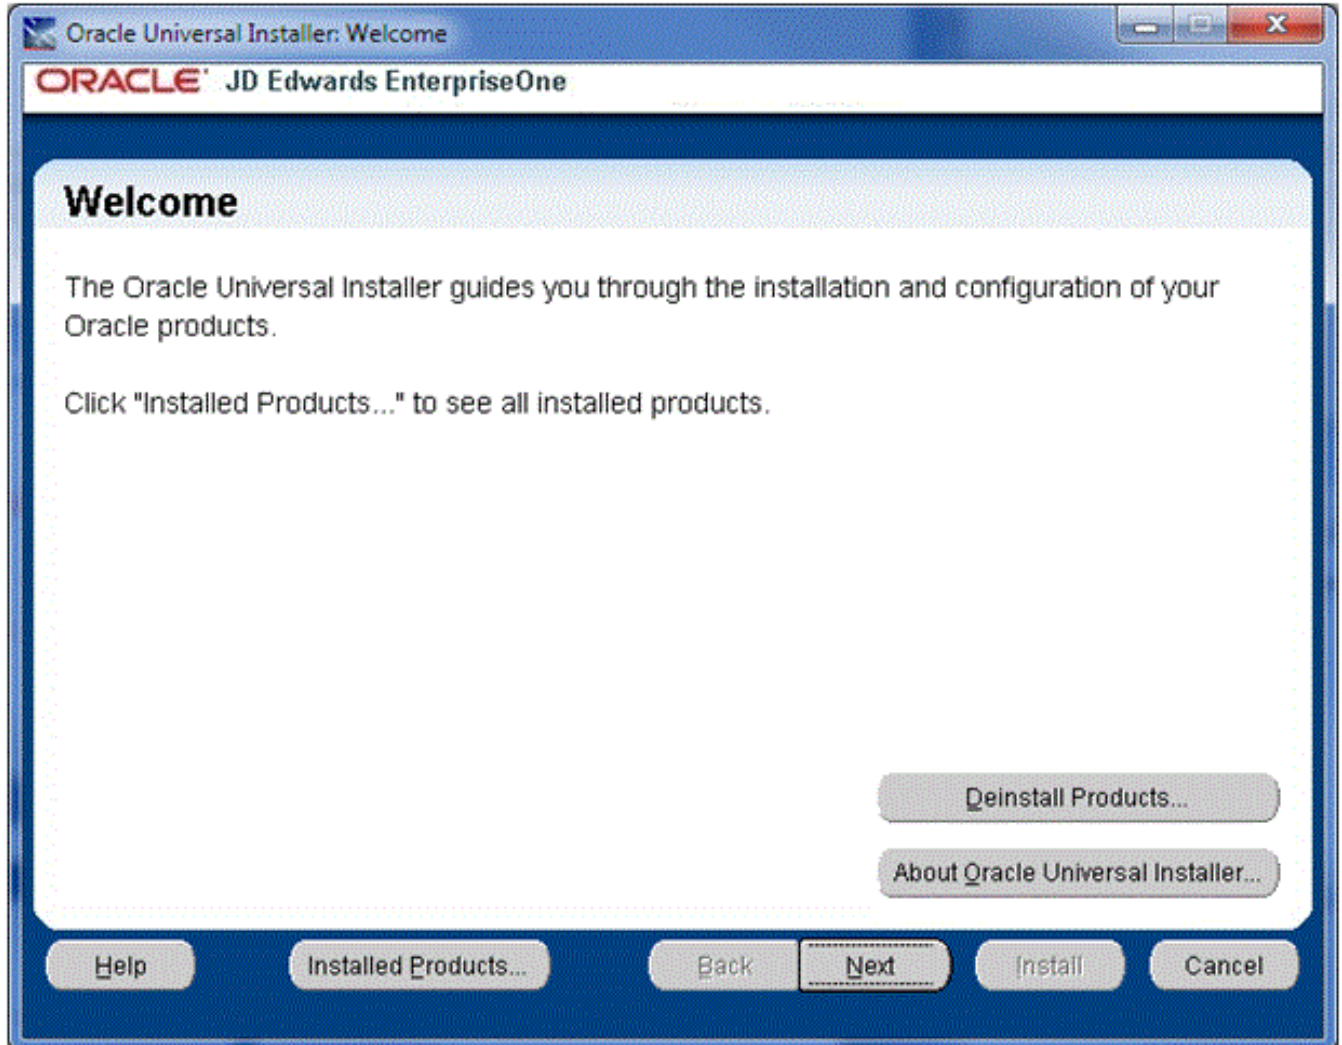 Oracle Universal Installer: Welcome
ORACLE JD Edwards EnterpriseOne
Welcome
The Oracle Universal Installer guides you through the installation and configuration of your
Oracle products.
Click "Installed Products..." to see all installed products.
Deinstall Products...
About Oracle Universal Installer...
Help Installed Products... Back Next Install Cancel